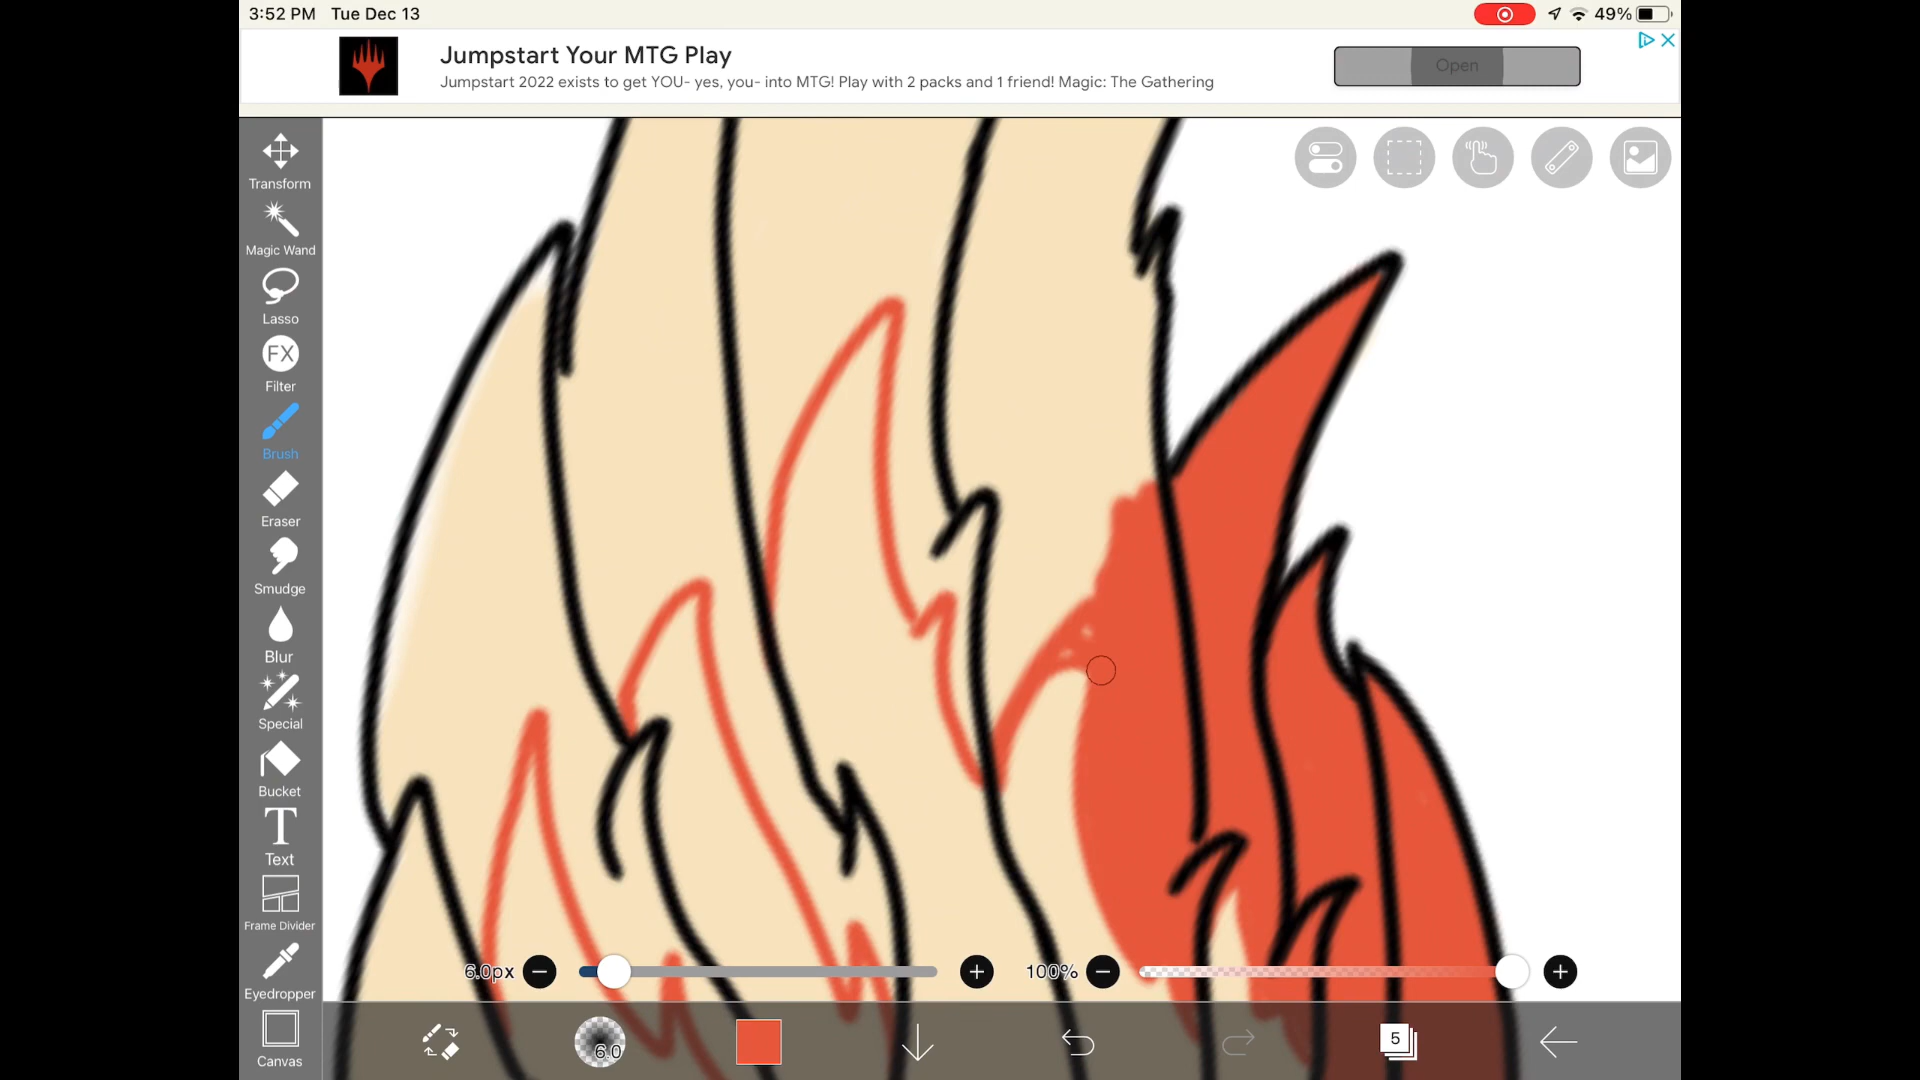 3:52 PM Tue Dec 13
49%
Jumpstart Your MTG Play
Jumpstart 2022 exists to get YOU- yes, you- into MTG! Play with 2 packs and 1 friend! Magic: The Gathering
Open
Transform
Magic Wand
Lasso
FX
Filter
Brush
Eraser
Smudge
Blur
Special
Bucket
T
Text
Frame Divider
Eyedropper
Canvas
6.0px
100%
6.0
5